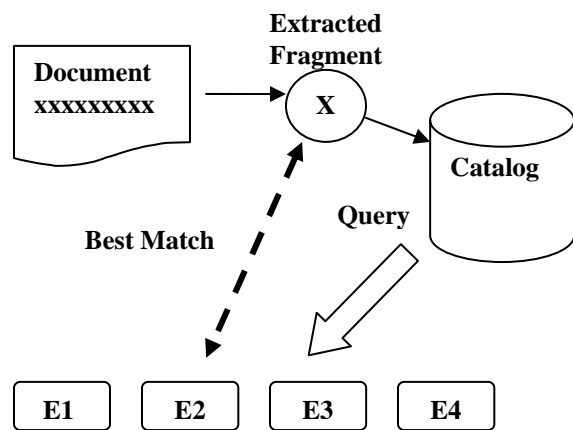 Extracted
Fragment
Document
xxxxxxxxx
X
Catalog
Query
Best Match
E1 E2 E3 E4